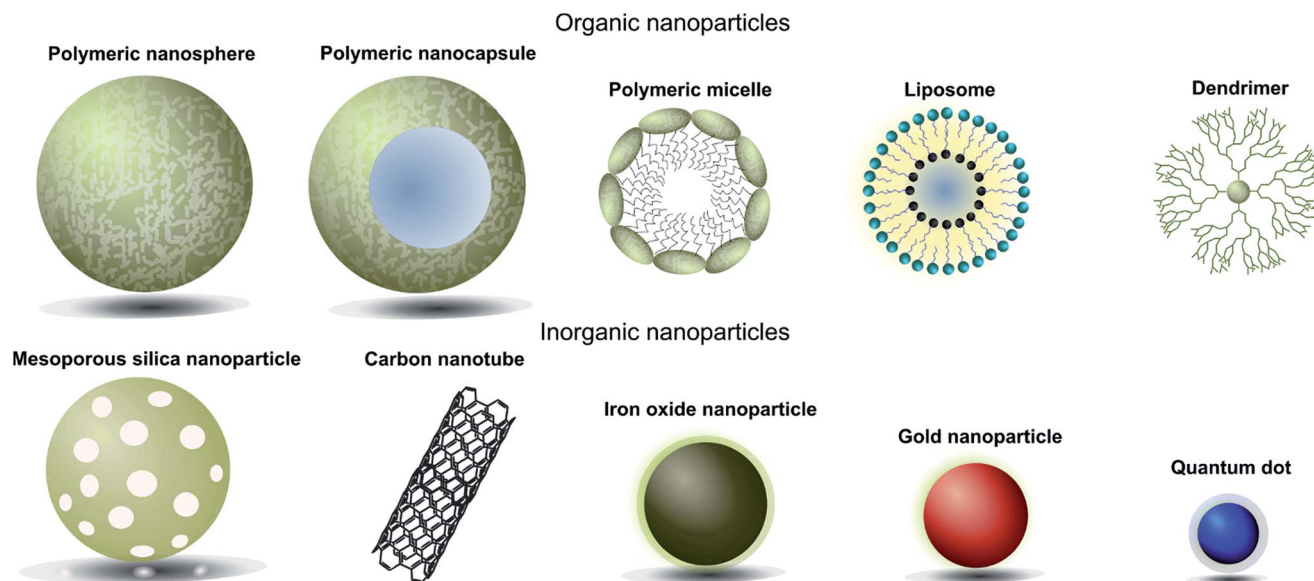 Organic nanoparticles
Polymeric nanosphere
Polymeric nanocapsule
Polymeric micelle
Liposome
Dendrimer
Inorganic nanoparticles
Mesoporous silica nanoparticle
Carbon nanotube
Iron oxide nanoparticle
Gold nanoparticle
Quantum dot